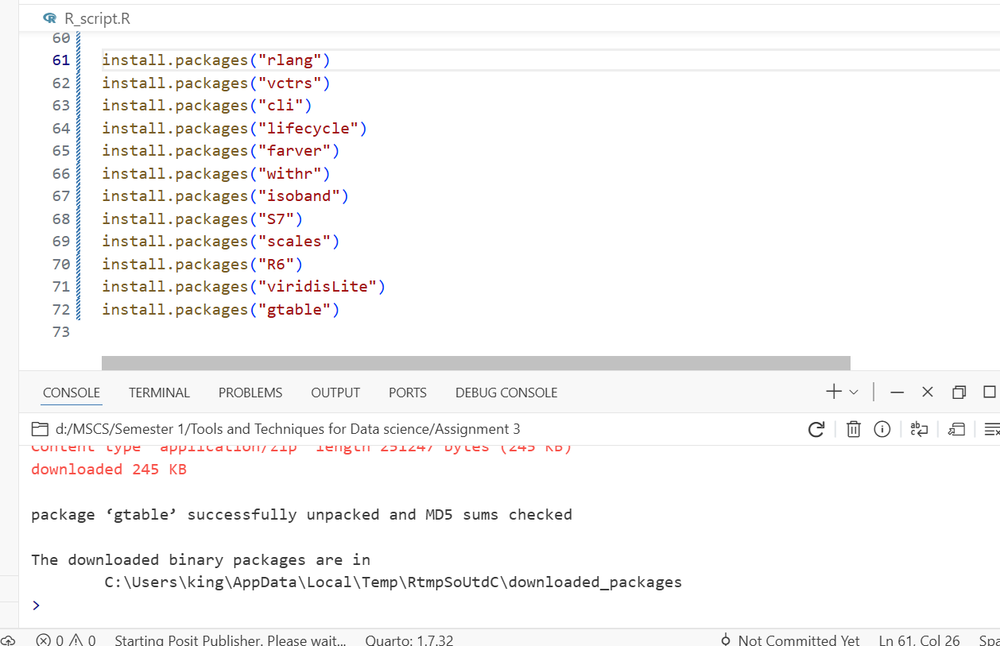 R_script.R
60
61 install.packages("rlang")
62 install.packages("vctrs")
63 install.packages("cli")
64 install.packages("lifecycle")
65 install.packages("farver")
66 install.packages("withr")
67 install.packages("isoband")
68 install.packages("S7")
69 install.packages("scales")
70 install.packages("R6")
71 install.packages("viridisLite")
72 install.packages("gtable")
73
CONSOLE TERMINAL PROBLEMS OUTPUT PORTS DEBUG CONSOLE
d:/MSCS/Semester 1/Tools and Techniques for Data science/Assignment 3
Content type 'application/zip' length 251247 bytes (245 KB)
downloaded 245 KB
package ‘gtable’ successfully unpacked and MD5 sums checked
The downloaded binary packages are in
C:\Users\king\AppData\Local\Temp\RtmpSoUtdC\downloaded_packages
>
0 0 Starting Posit Publisher. Please wait... Quarto: 1.7.32 Not Committed Yet Ln 61, Col 26 Spa